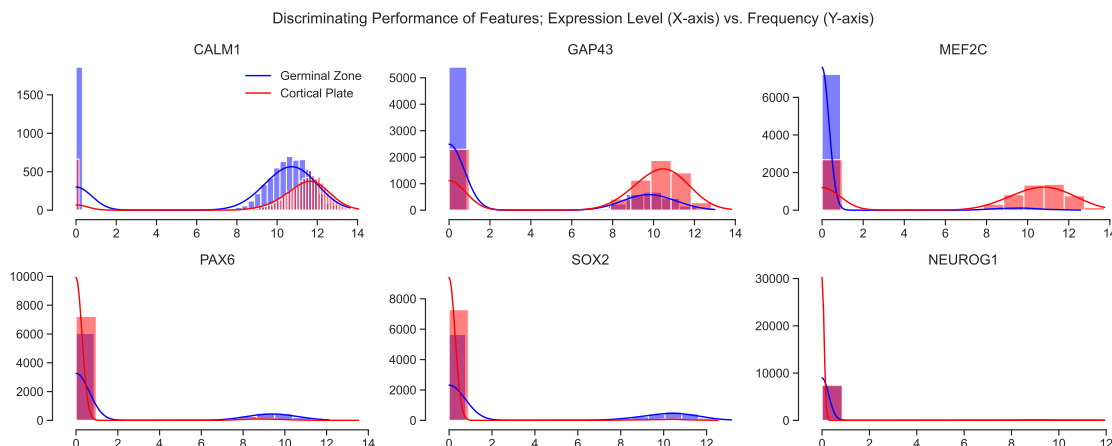 Discriminating Performance of Features; Expression Level (X-axis) vs. Frequency (Y-axis)
CALM1
GAP43
MEF2C
Germinal Zone
Cortical Plate
1500
1000
500
0
0 2 4 6 8 10 12 14
5000
4000
3000
2000
1000
0
0 2 4 6 8 10 12 14
6000
4000
2000
0
0 2 4 6 8 10 12 14
PAX6
SOX2
NEUROG1
10000
8000
6000
4000
2000
0
0 2 4 6 8 10 12 14
8000
6000
4000
2000
0
0 2 4 6 8 10 12
30000
20000
10000
0
0 2 4 6 8 10 12